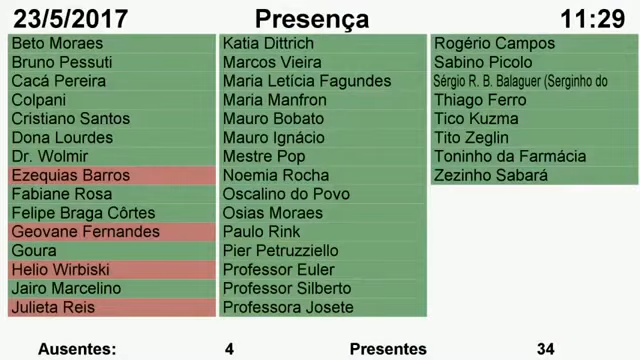 23/5/2017 Presença 11:29
Beto Moraes
Bruno Pessuti
Cacá Pereira
Colpani
Cristiano Santos
Dona Lourdes
Dr. Wolmir
Ezequias Barros
Fabiane Rosa
Felipe Braga Côrtes
Geovane Fernandes
Goura
Helio Wirbiski
Jairo Marcelino
Julieta Reis
Katia Dittrich
Marcos Vieira
Maria Letícia Fagundes
Maria Manfron
Mauro Bobato
Mauro Ignácio
Mestre Pop
Noemia Rocha
Oscalino do Povo
Osias Moraes
Paulo Rink
Pier Petruzziello
Professor Euler
Professor Silberto
Professora Josete
Rogério Campos
Sabino Picolo
Sérgio R. B. Balaguer (Serginho do
Thiago Ferro
Tico Kuzma
Tito Zeglin
Toninho da Farmácia
Zezinho Sabará
Ausentes: 4 Presentes 34